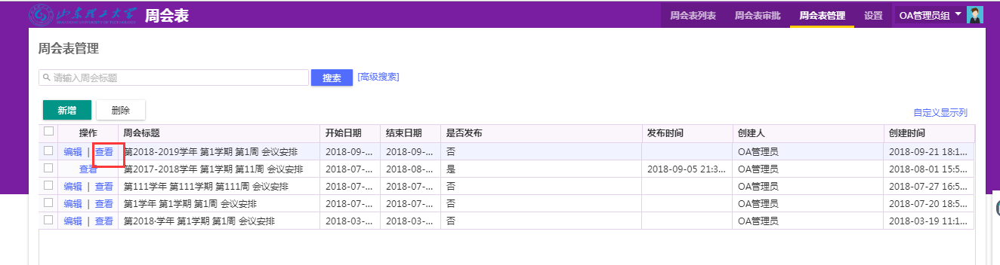 山东理工大学 周会表 周会表列表 周会表审批 周会表管理 设置 OA管理员组
SHANDONG UNIVERSITY OF TECHNOLOGY
周会表管理
请输入周会标题 搜索 [高级搜索]
新增 删除 自定义显示列
操作 周会标题 开始日期 结束日期 是否发布 发布时间 创建人 创建时间
编辑 | 查看 第2018-2019学年 第1学期 第1周 会议安排 2018-09-... 2018-09-... 否 OA管理员 2018-09-21 18:1...
查看 第2017-2018学年 第1学期 第11周 会议安排 2018-07-... 2018-08-... 是 2018-09-05 21:3... OA管理员 2018-08-01 15:5...
编辑 | 查看 第111学年 第111学期 第111周 会议安排 2018-07-... 2018-07-... 否 OA管理员 2018-07-27 16:5...
编辑 | 查看 第1学年 第1学期 第1周 会议安排 2018-07-... 2018-07-... 否 OA管理员 2018-07-20 18:5...
编辑 | 查看 第2018·学年 第1学期 第1周 会议安排 2018-03-... 2018-03-... 否 OA管理员 2018-03-19 11:1...